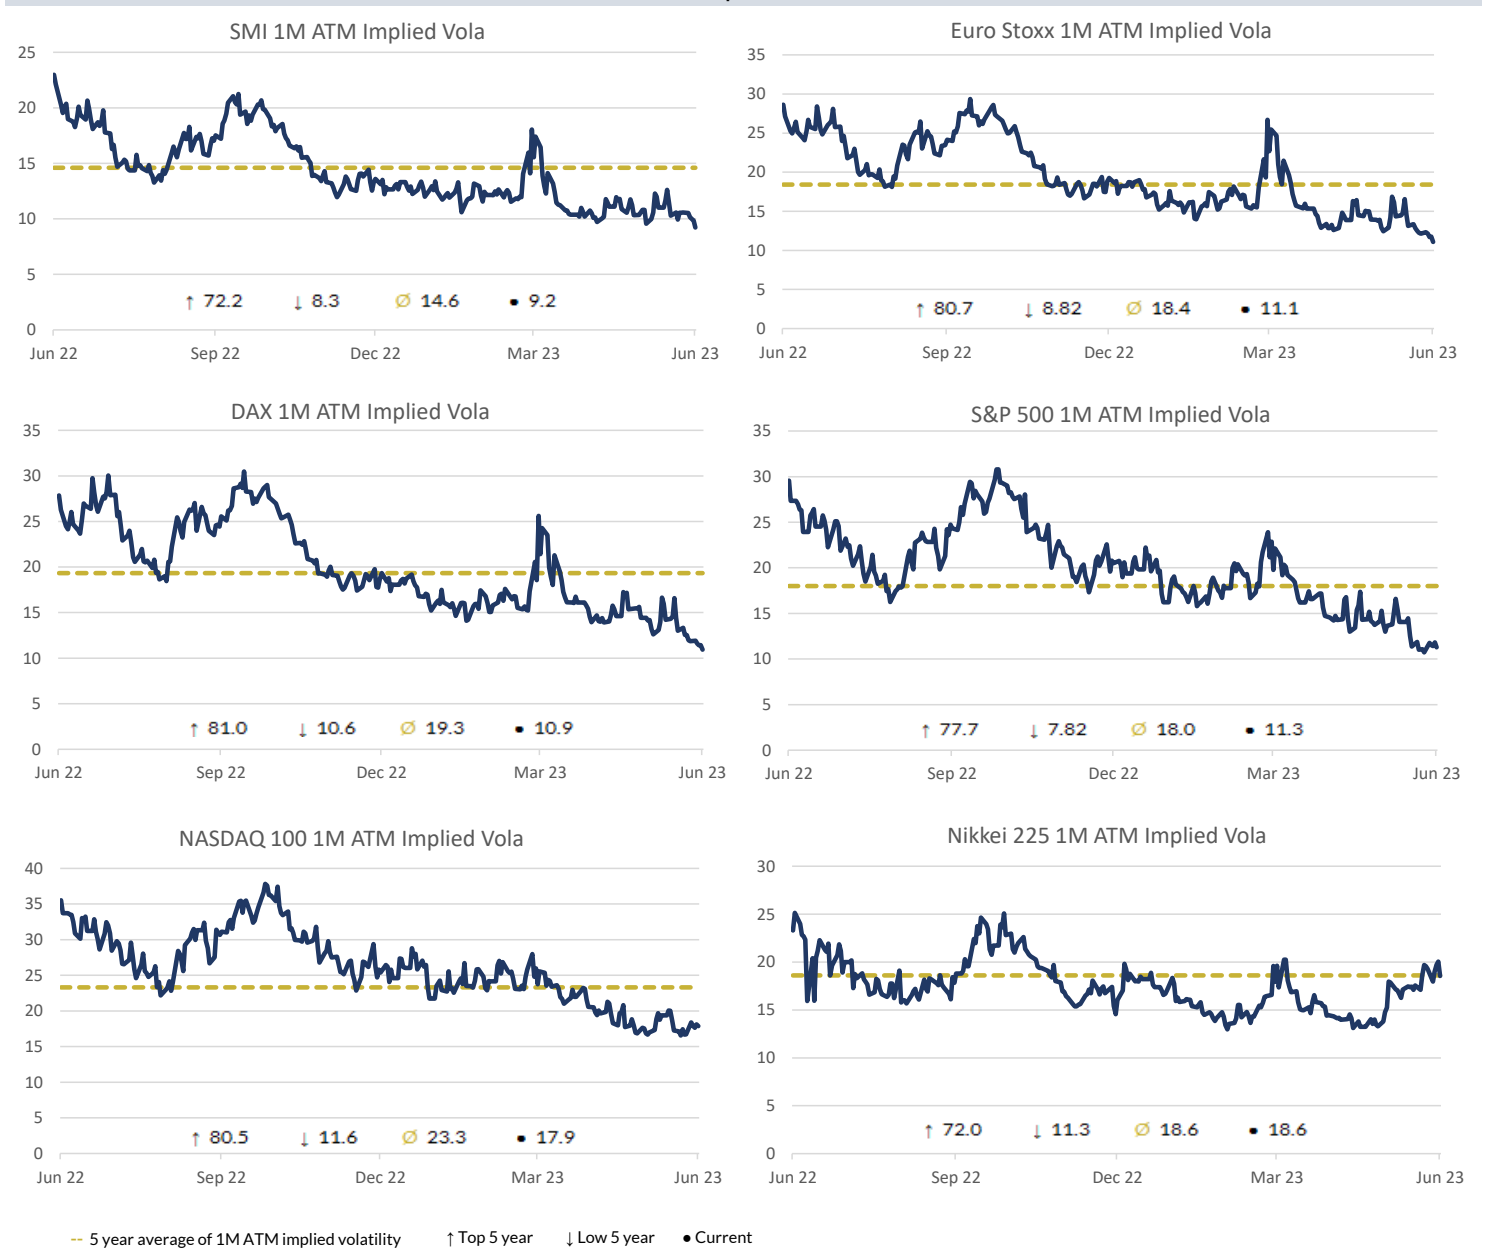 SMI 1M ATM Implied Vola
25
20
15
10
5
0
↑ 72.2 ↓ 8.3 Ø 14.6 ● 9.2
Jun 22 Sep 22 Dec 22 Mar 23 Jun 23
Euro Stoxx 1M ATM Implied Vola
35
30
25
20
15
10
5
0
↑ 80.7 ↓ 8.82 Ø 18.4 ● 11.1
Jun 22 Sep 22 Dec 22 Mar 23 Jun 23
DAX 1M ATM Implied Vola
35
30
25
20
15
10
5
0
↑ 81.0 ↓ 10.6 Ø 19.3 ● 10.9
Jun 22 Sep 22 Dec 22 Mar 23 Jun 23
S&P 500 1M ATM Implied Vola
35
30
25
20
15
10
5
0
↑ 77.7 ↓ 7.82 Ø 18.0 ● 11.3
Jun 22 Sep 22 Dec 22 Mar 23 Jun 23
NASDAQ 100 1M ATM Implied Vola
40
35
30
25
20
15
10
5
0
↑ 80.5 ↓ 11.6 Ø 23.3 ● 17.9
Jun 22 Sep 22 Dec 22 Mar 23 Jun 23
Nikkei 225 1M ATM Implied Vola
30
25
20
15
10
5
0
↑ 72.0 ↓ 11.3 Ø 18.6 ● 18.6
Jun 22 Sep 22 Dec 22 Mar 23 Jun 23
-- 5 year average of 1M ATM implied volatility ↑ Top 5 year ↓ Low 5 year ● Current